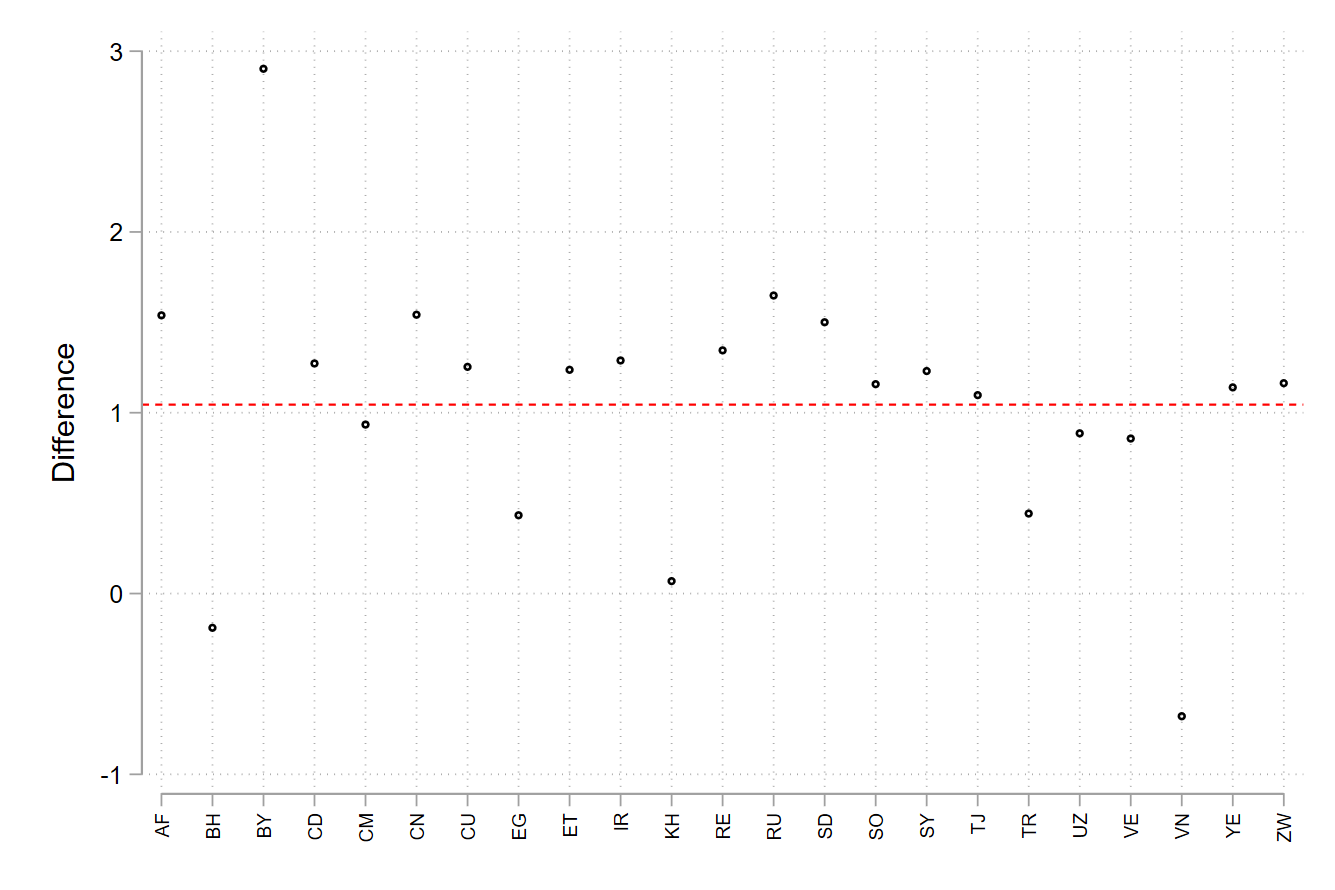 3
2
1
0
-1
Difference
AF BH BY CD CM CN CU EG ET IR KH RE RU SD SO SY TJ TR UZ VE VN YE ZW